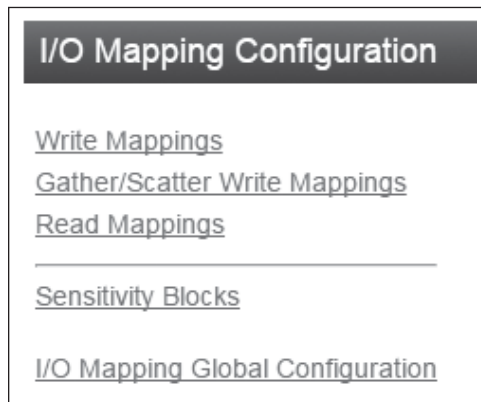 I/O Mapping Configuration
Write Mappings
Gather/Scatter Write Mappings
Read Mappings
Sensitivity Blocks
I/O Mapping Global Configuration